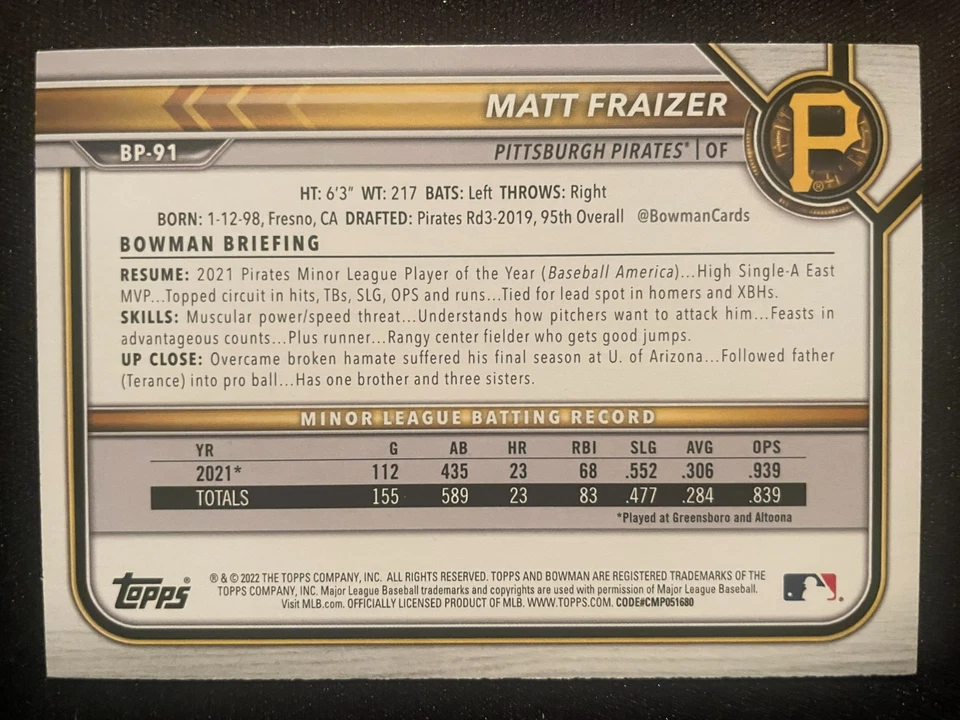 MATT FRAIZER
BP-91
PITTSBURGH PIRATES® | OF
P®
HT: 6'3" WT: 217 BATS: Left THROWS: Right
BORN: 1-12-98, Fresno, CA DRAFTED: Pirates Rd3-2019, 95th Overall @BowmanCards
BOWMAN BRIEFING
RESUME: 2021 Pirates Minor League Player of the Year (Baseball America)...High Single-A East
MVP...Topped circuit in hits, TBs, SLG, OPS and runs...Tied for lead spot in homers and XBHs.
SKILLS: Muscular power/speed threat...Understands how pitchers want to attack him...Feasts in
advantageous counts...Plus runner...Rangy center fielder who gets good jumps.
UP CLOSE: Overcame broken hamate suffered his final season at U. of Arizona...Followed father
(Terance) into pro ball...Has one brother and three sisters.
MINOR LEAGUE BATTING RECORD
YR G AB HR RBI SLG AVG OPS
2021* 112 435 23 68 .552 .306 .939
TOTALS 155 589 23 83 .477 .284 .839
*Played at Greensboro and Altoona
Topps®
® & © 2022 THE TOPPS COMPANY, INC. ALL RIGHTS RESERVED. TOPPS AND BOWMAN ARE REGISTERED TRADEMARKS OF THE
TOPPS COMPANY, INC. Major League Baseball trademarks and copyrights are used with permission of Major League Baseball.
Visit MLB.com. OFFICIALLY LICENSED PRODUCT OF MLB. WWW.TOPPS.COM. CODE#CMP051680